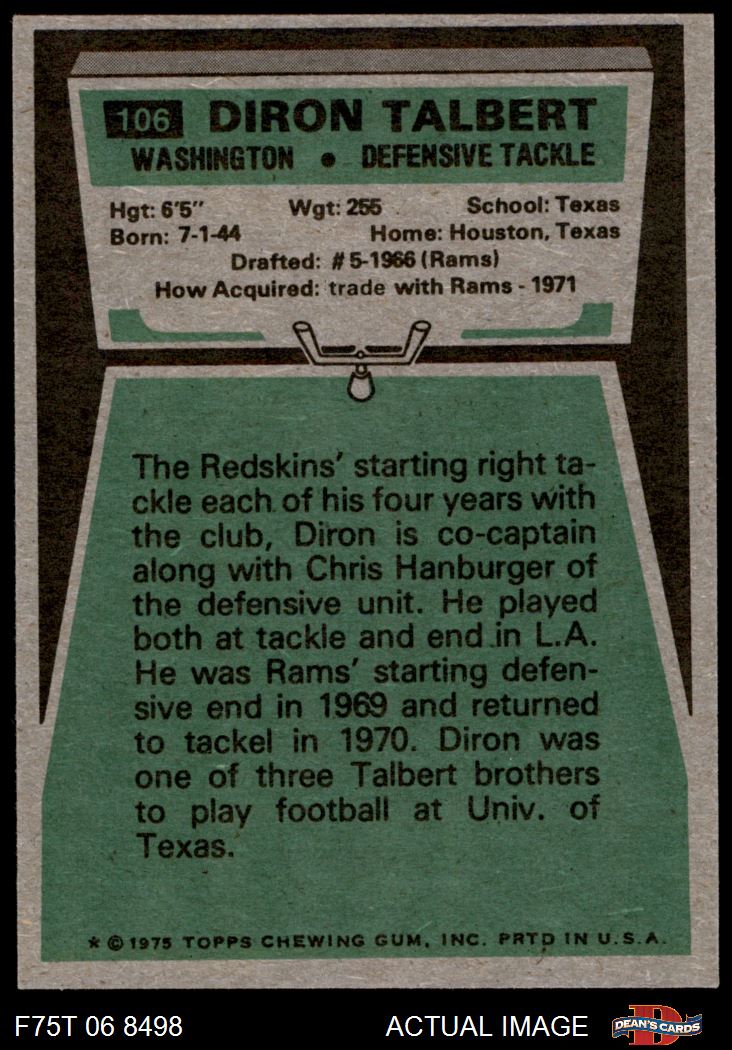 106 DIRON TALBERT
WASHINGTON • DEFENSIVE TACKLE
Hgt: 6'5" Wgt: 255 School: Texas
Born: 7-1-44 Home: Houston, Texas
Drafted: #5-1966 (Rams)
How Acquired: trade with Rams - 1971
The Redskins' starting right ta-
ckle each of his four years with
the club, Diron is co-captain
along with Chris Hanburger of
the defensive unit. He played
both at tackle and end in L.A.
He was Rams' starting defen-
sive end in 1969 and returned
to tackel in 1970. Diron was
one of three Talbert brothers
to play football at Univ. of
Texas.
* © 1975 TOPPS CHEWING GUM, INC. PRTD IN U.S.A.
F75T 06 8498 ACTUAL IMAGE DEAN'S CARDS